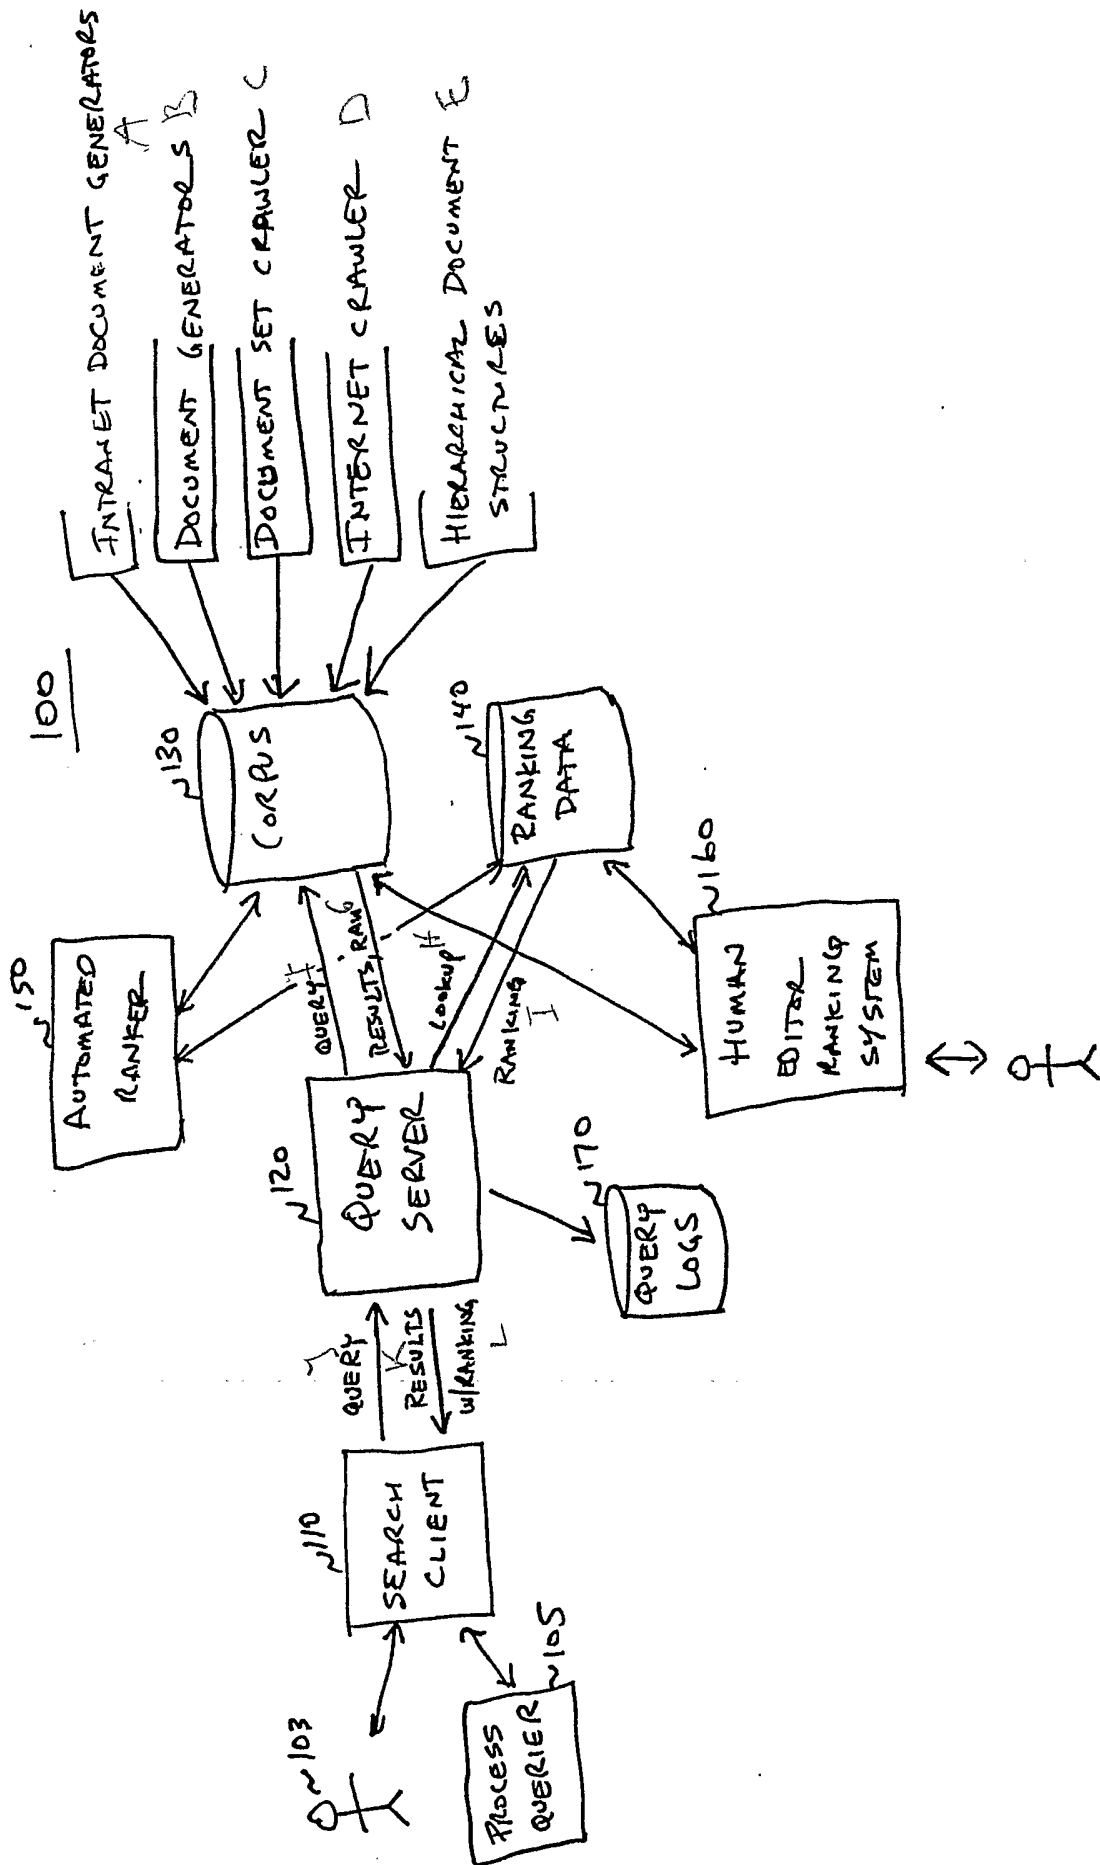 100
INTRANET DOCUMENT GENERATORS
A
DOCUMENT GENERATORS B
DOCUMENT SET CRAWLER C
INTERNET CRAWLER D
HIERARCHICAL DOCUMENT E
STRUCTURES
130
CORPUS
140
RANKING
DATA
150
AUTOMATED
RANKER
QUERY
RESULTS, RAW
G
LOOKUP H
RANKING
I
120
QUERY
SERVER
160
HUMAN
EDITOR
RANKING
SYSTEM
170
QUERY
LOGS
J
QUERY
K
RESULTS
W/RANKING
L
110
SEARCH
CLIENT
103
105
PROCESS
QUERIER